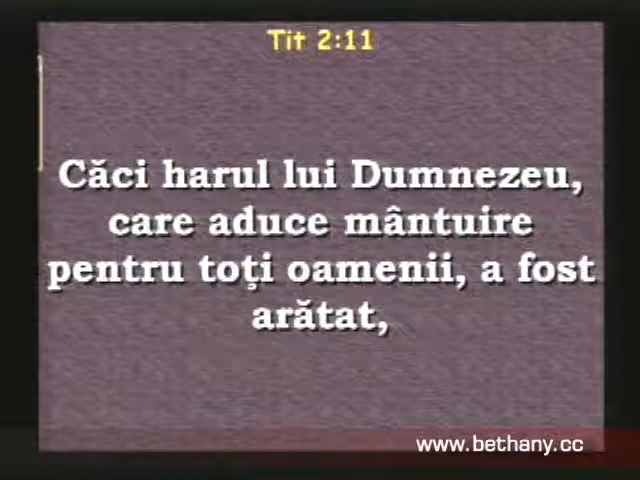 Tit 2:11
Căci harul lui Dumnezeu,
care aduce mântuire
pentru toţi oamenii, a fost
arătat,
www.bethany.cc